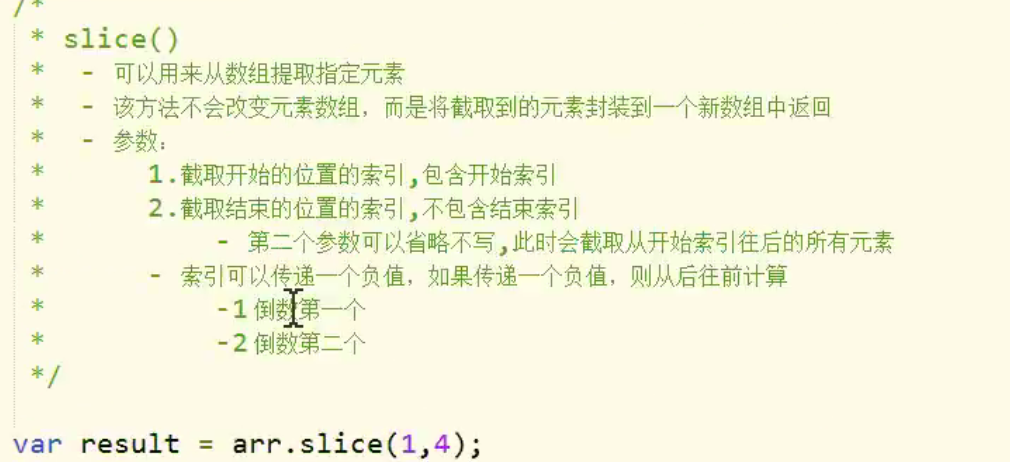 /*
* slice()
* - 可以用来从数组提取指定元素
* - 该方法不会改变元素数组，而是将截取到的元素封装到一个新数组中返回
* - 参数：
* 1.截取开始的位置的索引,包含开始索引
* 2.截取结束的位置的索引,不包含结束索引
* - 第二个参数可以省略不写,此时会截取从开始索引往后的所有元素
* - 索引可以传递一个负值，如果传递一个负值，则从后往前计算
* -1 倒数第一个
* -2 倒数第二个
*/
var result = arr.slice(1,4);